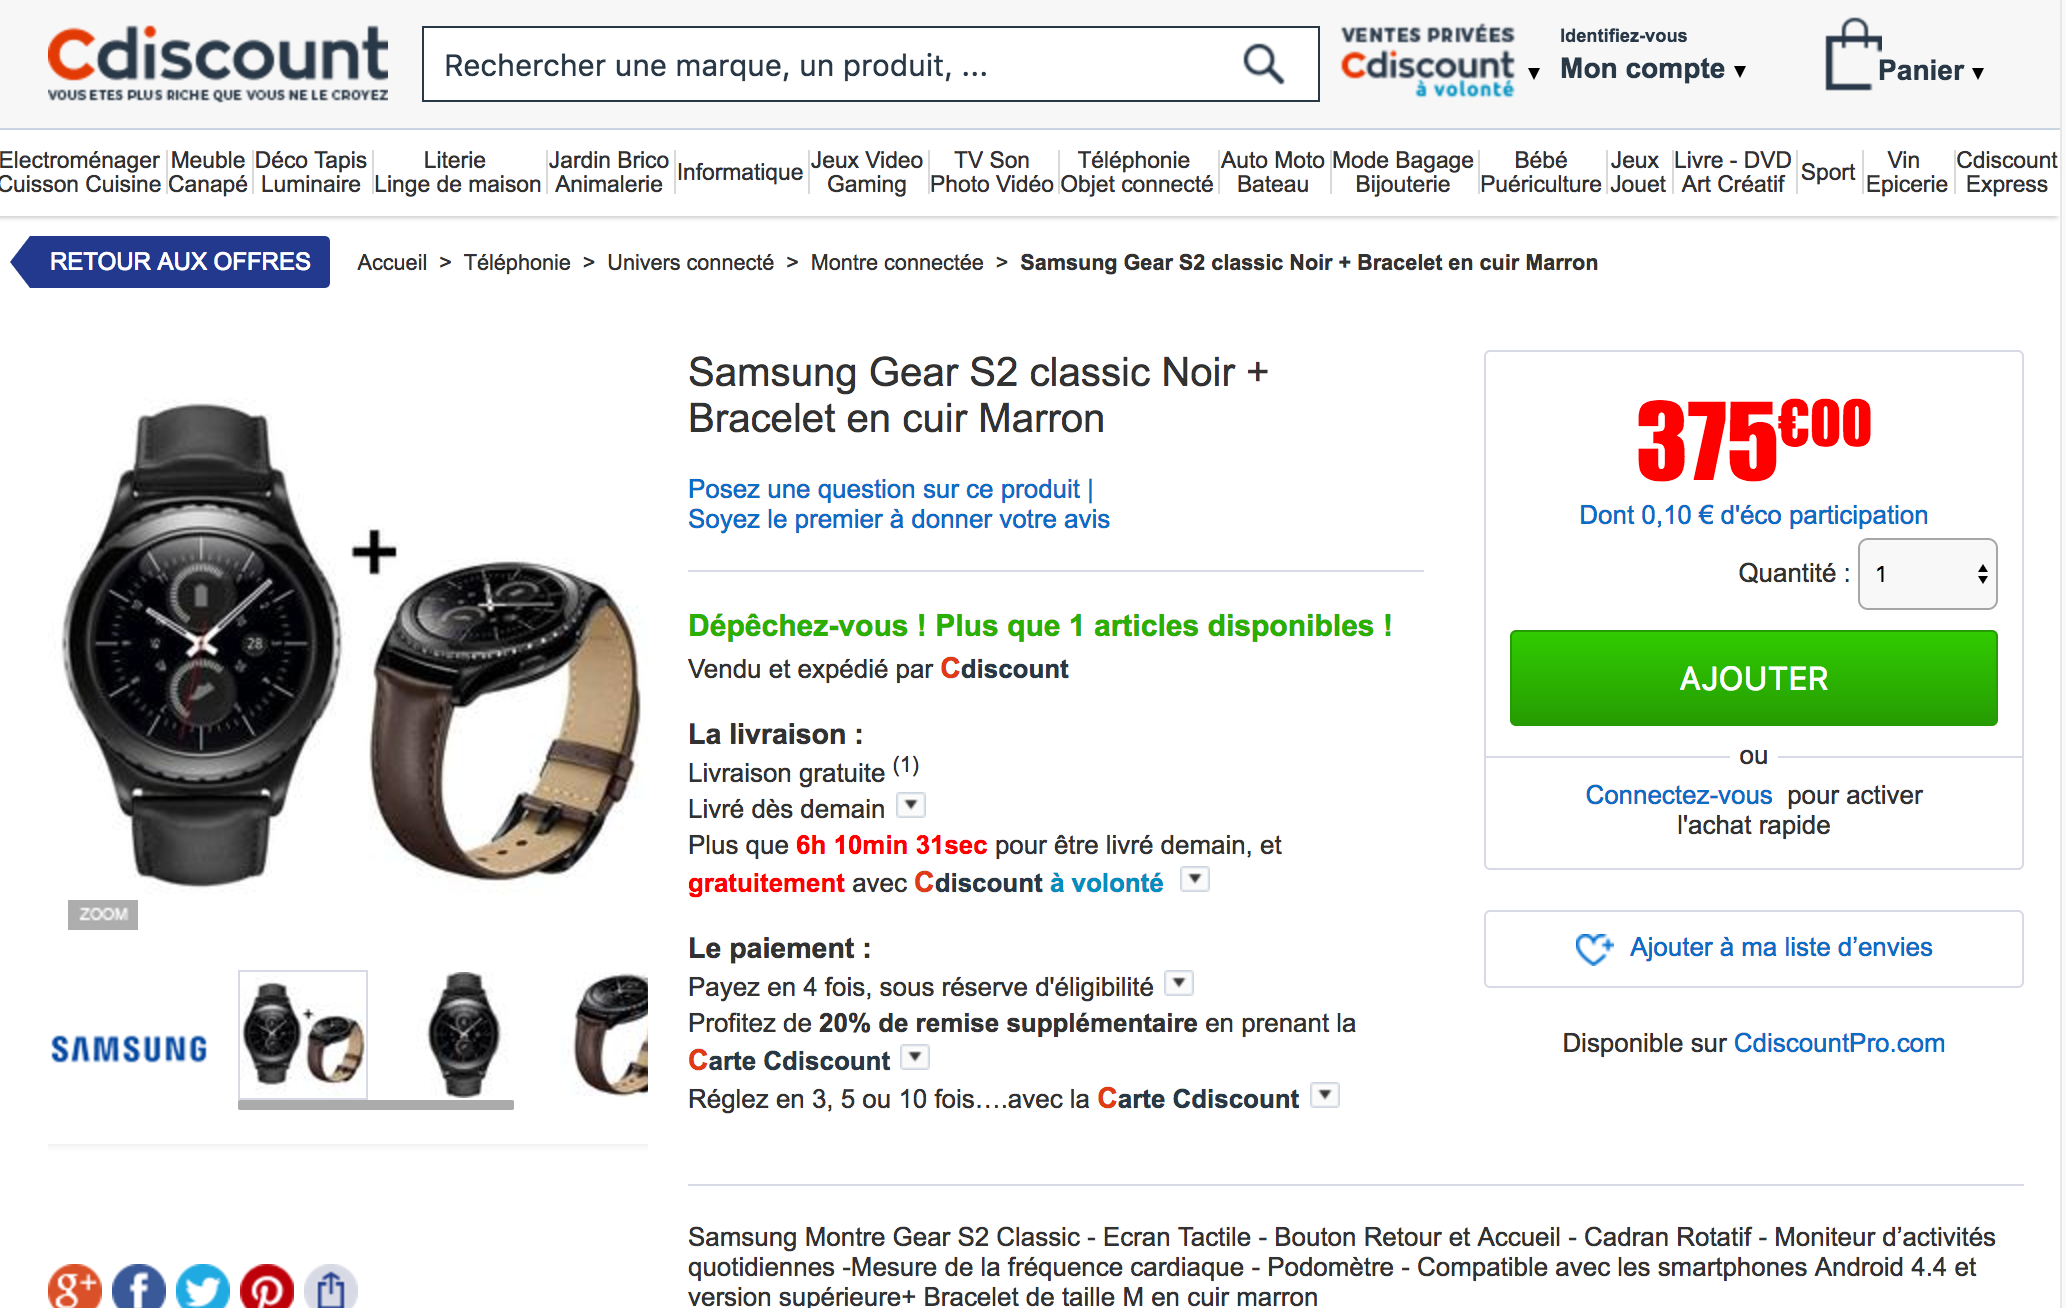 Cdiscount
VOUS ETES PLUS RICHE QUE VOUS NE LE CROYEZ
Rechercher une marque, un produit, ...
VENTES PRIVÉES
Cdiscount
à volonté
Identifiez-vous
Mon compte
Panier
Electroménager
Cuisson Cuisine
Meuble
Canapé
Déco Tapis
Luminaire
Literie
Linge de maison
Jardin Brico
Animalerie
Informatique
Jeux Video
Gaming
TV Son
Photo Vidéo
Téléphonie
Objet connecté
Auto Moto
Bateau
Mode Bagage
Bijouterie
Bébé
Puériculture
Jeux
Jouet
Livre - DVD
Art Créatif
Sport
Vin
Epicerie
Cdiscount
Express
RETOUR AUX OFFRES
Accueil > Téléphonie > Univers connecté > Montre connectée > Samsung Gear S2 classic Noir + Bracelet en cuir Marron
Samsung Gear S2 classic Noir +
Bracelet en cuir Marron
Posez une question sur ce produit |
Soyez le premier à donner votre avis
Dépêchez-vous ! Plus que 1 articles disponibles !
Vendu et expédié par Cdiscount
La livraison :
Livraison gratuite (1)
Livré dès demain
Plus que 6h 10min 31sec pour être livré demain, et
gratuitement avec Cdiscount à volonté
Le paiement :
Payez en 4 fois, sous réserve d'éligibilité
Profitez de 20% de remise supplémentaire en prenant la
Carte Cdiscount
Réglez en 3, 5 ou 10 fois….avec la Carte Cdiscount
375€00
Dont 0,10 € d'éco participation
Quantité : 1
AJOUTER
ou
Connectez-vous pour activer
l'achat rapide
Ajouter à ma liste d’envies
Disponible sur CdiscountPro.com
28
+
ZOOM
SAMSUNG
Samsung Montre Gear S2 Classic - Ecran Tactile - Bouton Retour et Accueil - Cadran Rotatif - Moniteur d’activités
quotidiennes -Mesure de la fréquence cardiaque - Podomètre - Compatible avec les smartphones Android 4.4 et
version supérieure+ Bracelet de taille M en cuir marron